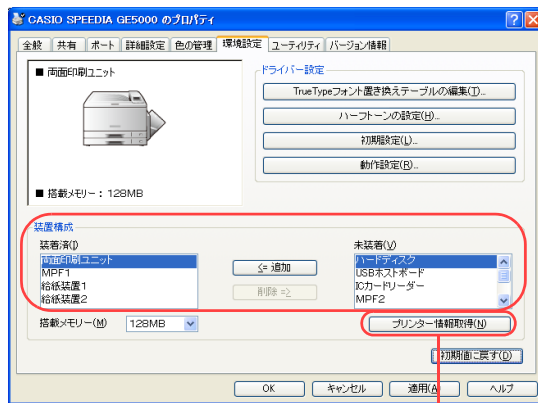 CASIO SPEEDIA GE5000 のプロパティ
全般 共有 ポート 詳細設定 色の管理 環境設定 ユーティリティ バージョン情報
■ 両面印刷ユニット
■ 搭載メモリー : 128MB
ドライバー設定
TrueTypeフォント置き換えテーブルの編集(T)...
ハーフトーンの設定(H)...
初期設定(L)...
動作設定(R)...
装置構成
装着済(I)
両面印刷ユニット
MPF1
給紙装置1
給紙装置2
<= 追加
削除 =>
未装着(V)
ハードディスク
USBホストボード
ICカードリーダー
MPF2
搭載メモリー(M) 128MB
プリンター情報取得(N)
初期値に戻す(D)
OK キャンセル 適用(A) ヘルプ